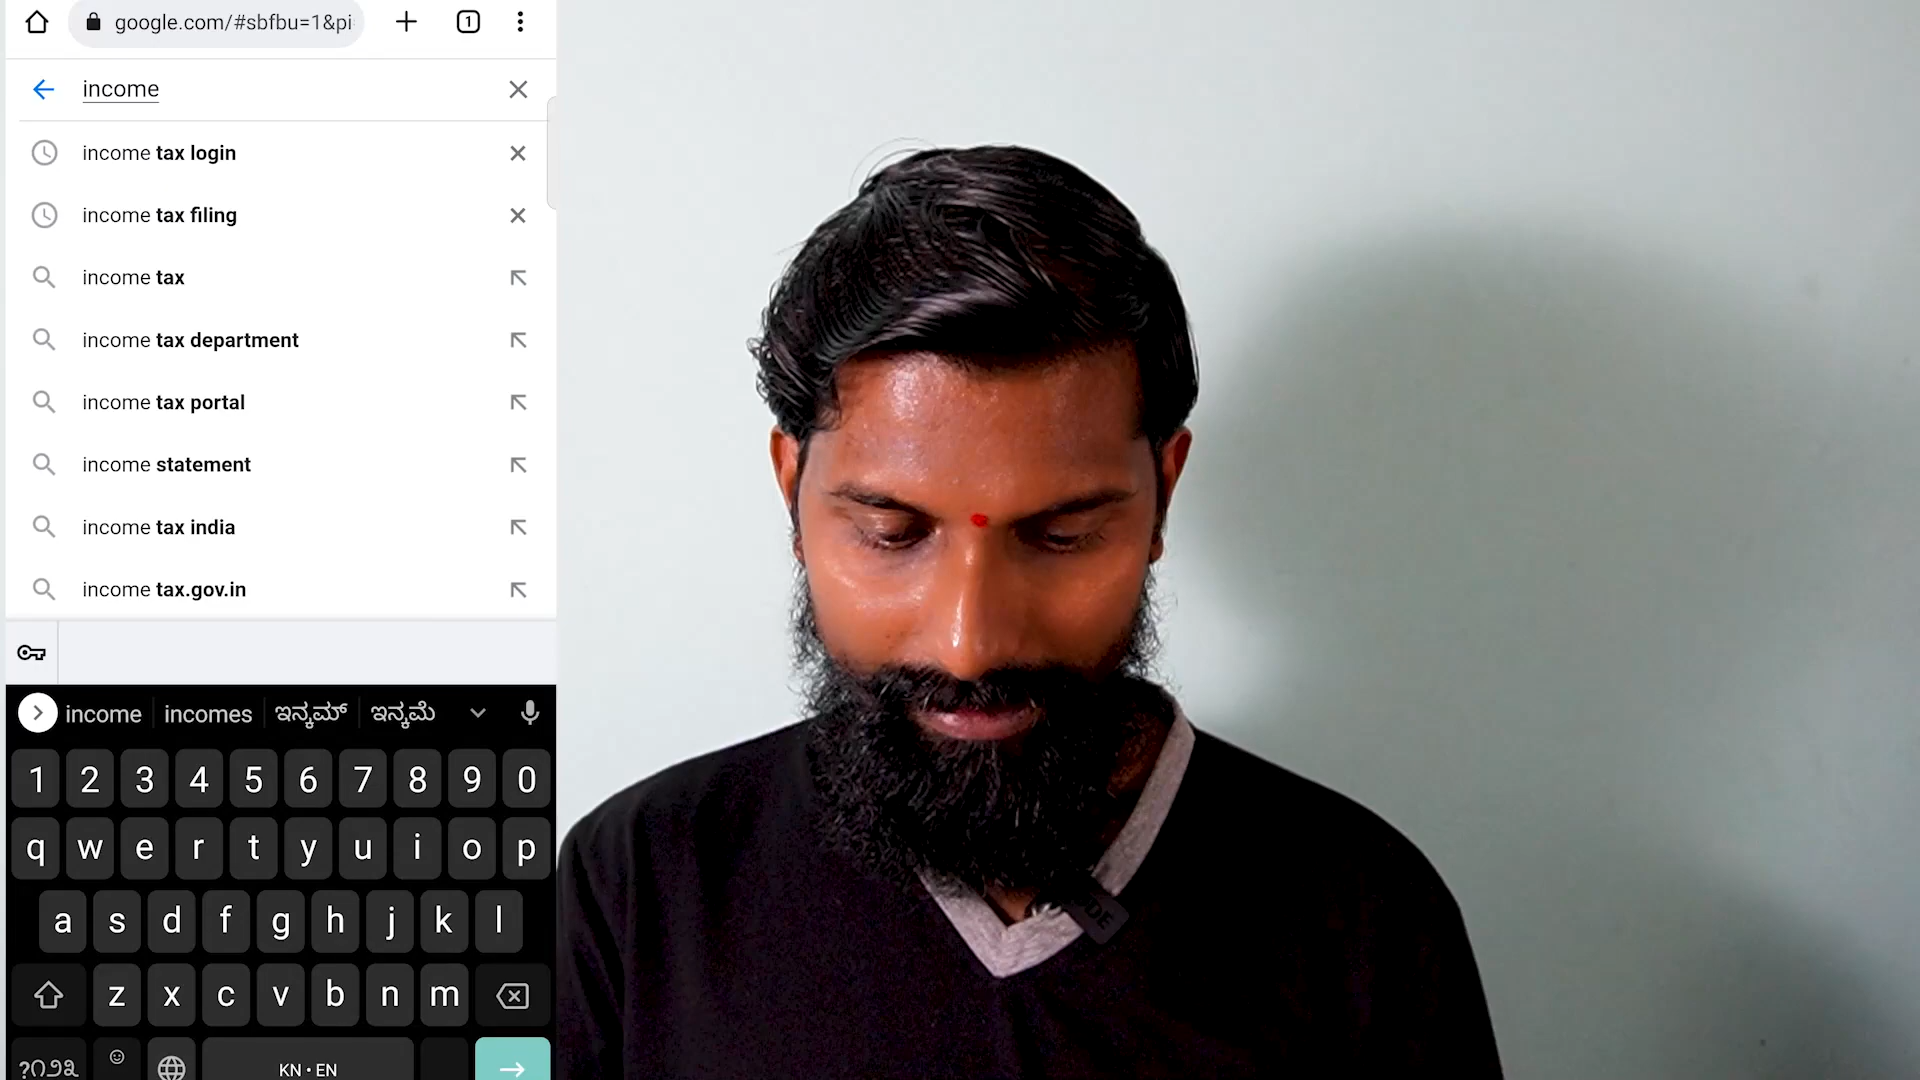 google.com/#sbfbu=1&pi
1
income
income tax login
income tax filing
income tax
income tax department
income tax portal
income statement
income tax india
income tax.gov.in
income incomes ಇನ್ಕಮ್ ಇನ್ಕಮೆ
1 2 3 4 5 6 7 8 9 0
q w e r t y u i o p
a s d f g h j k l
z x c v b n m
KN • EN